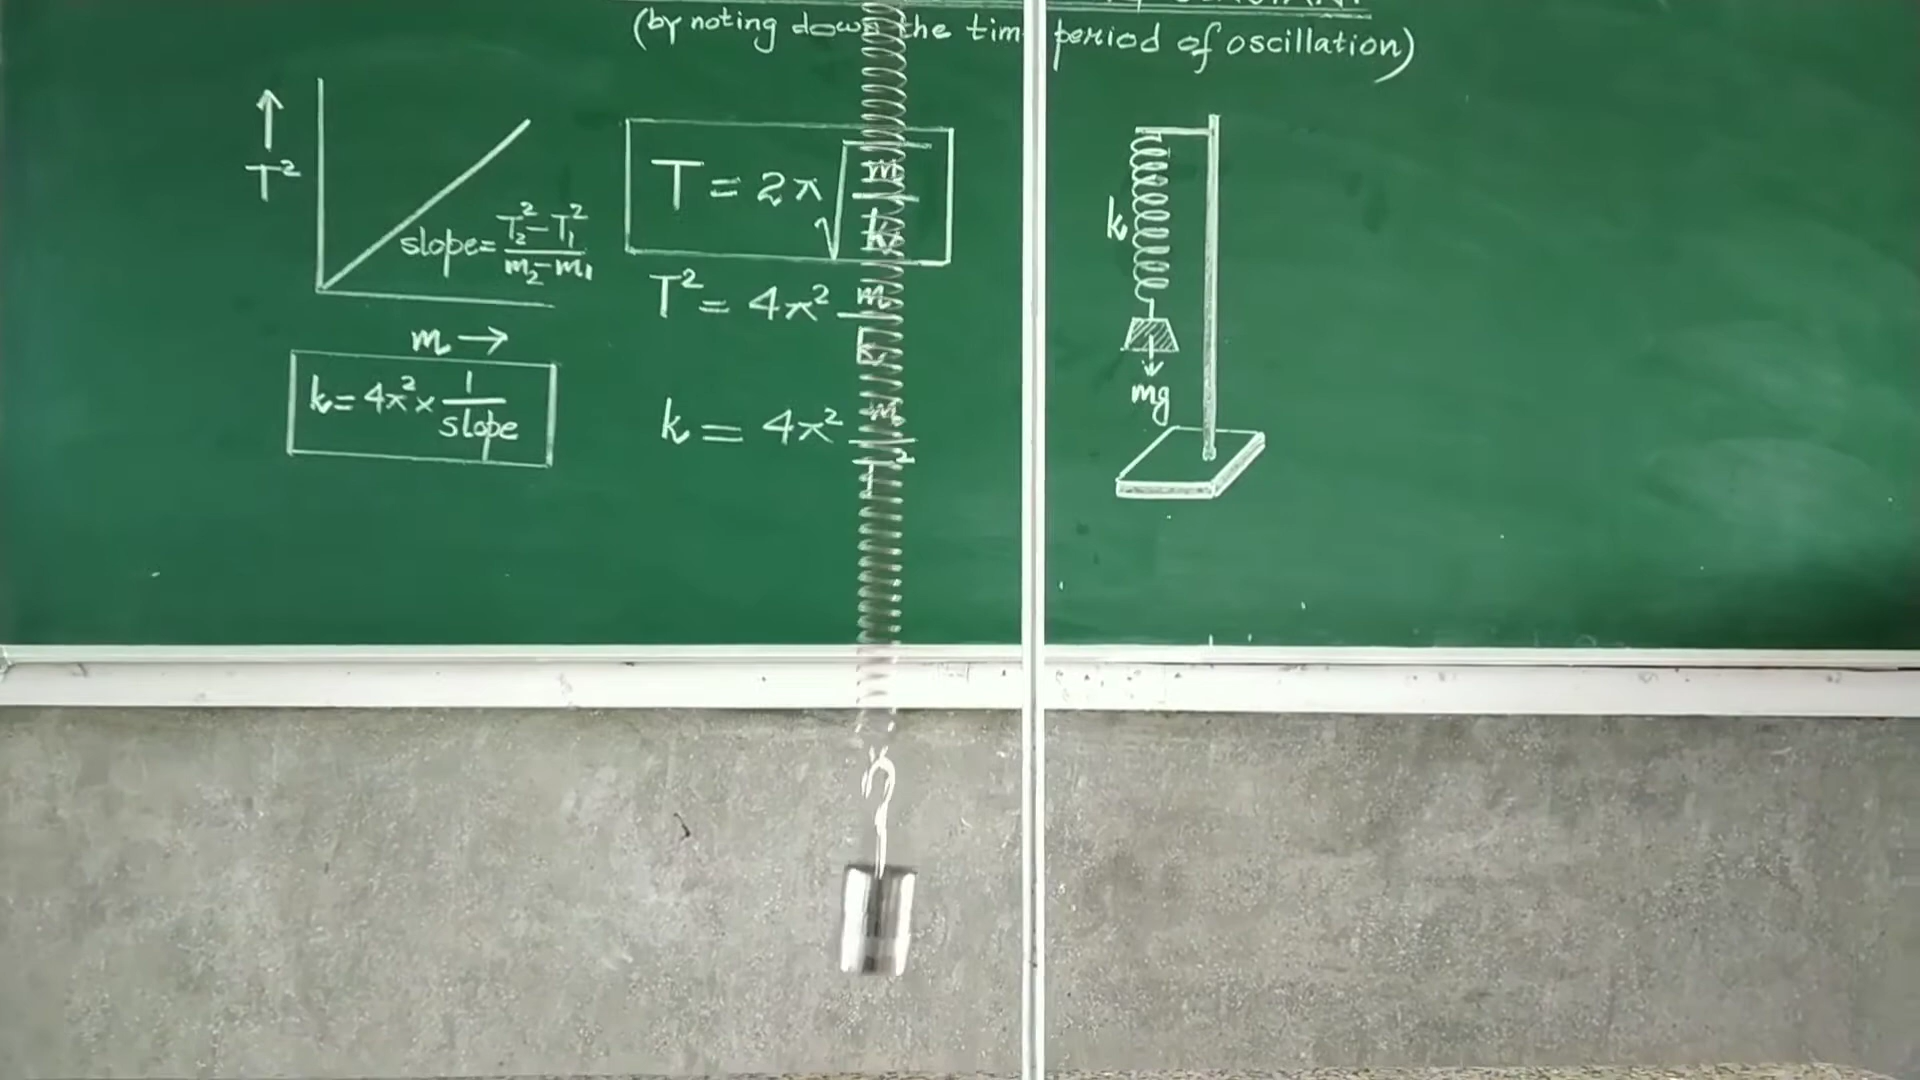 (by noting down the time period of oscillation)
↑
T²
slope = (T₂² - T₁²)/(m₂ - m₁)
m →
k = 4π² × 1/slope
T = 2π √(m/k)
T² = 4π² m/k
k = 4π² m/T²
k
mg